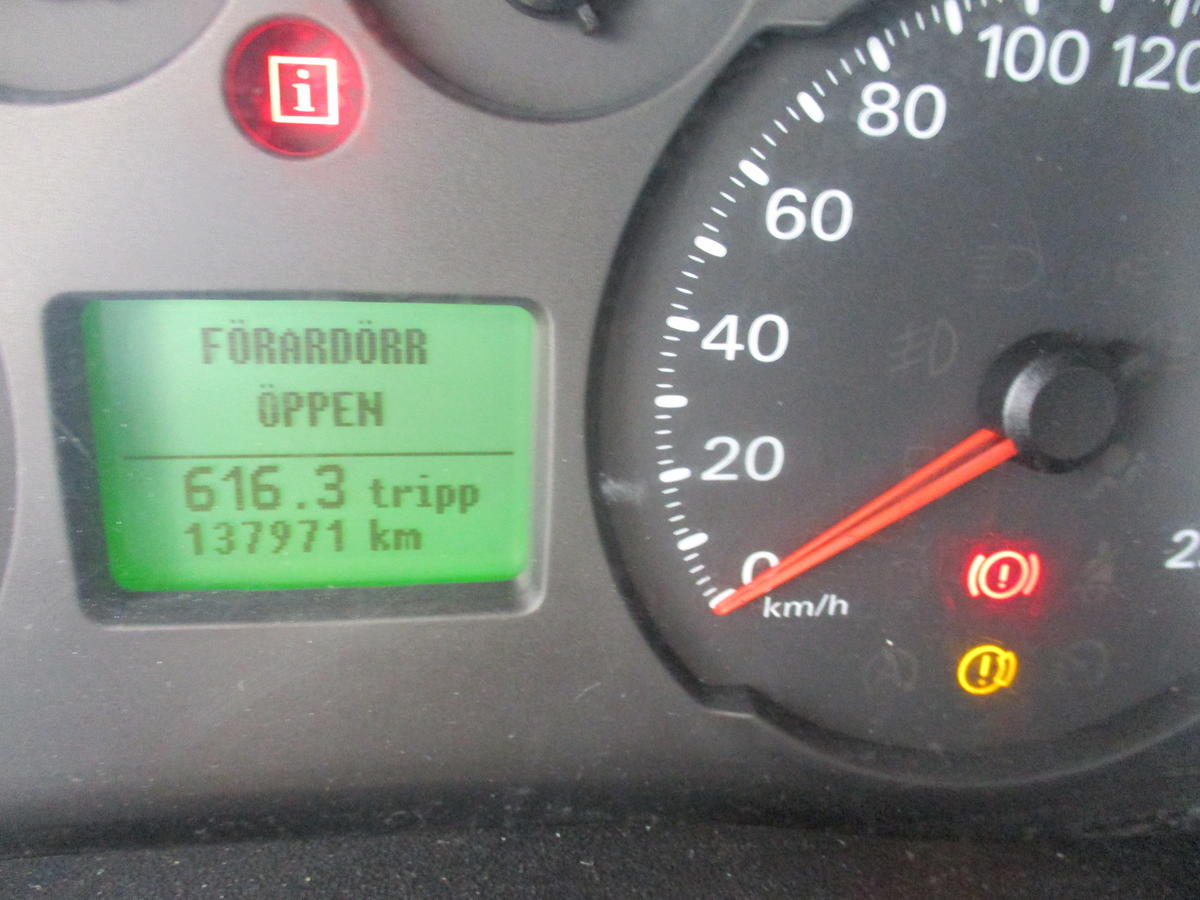 i
FÖRARDÖRR
ÖPPEN
616.3 tripp
137971 km
100
120
80
60
40
20
0
km/h